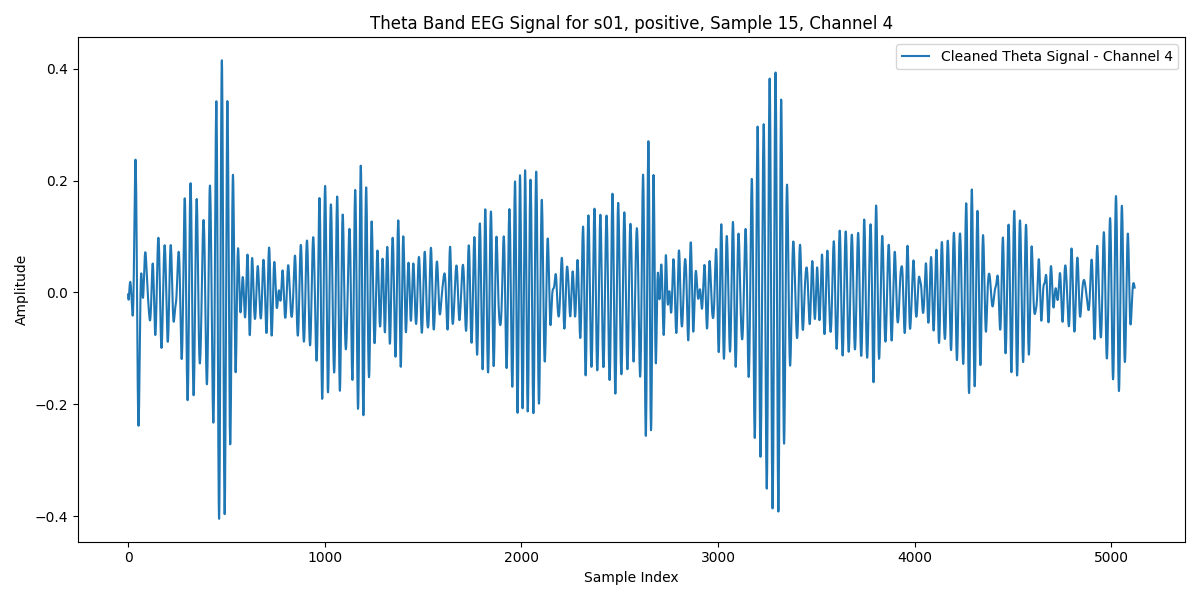 Theta Band EEG Signal for s01, positive, Sample 15, Channel 4
Cleaned Theta Signal - Channel 4
Amplitude
0.4
0.2
0.0
−0.2
−0.4
0 1000 2000 3000 4000 5000
Sample Index